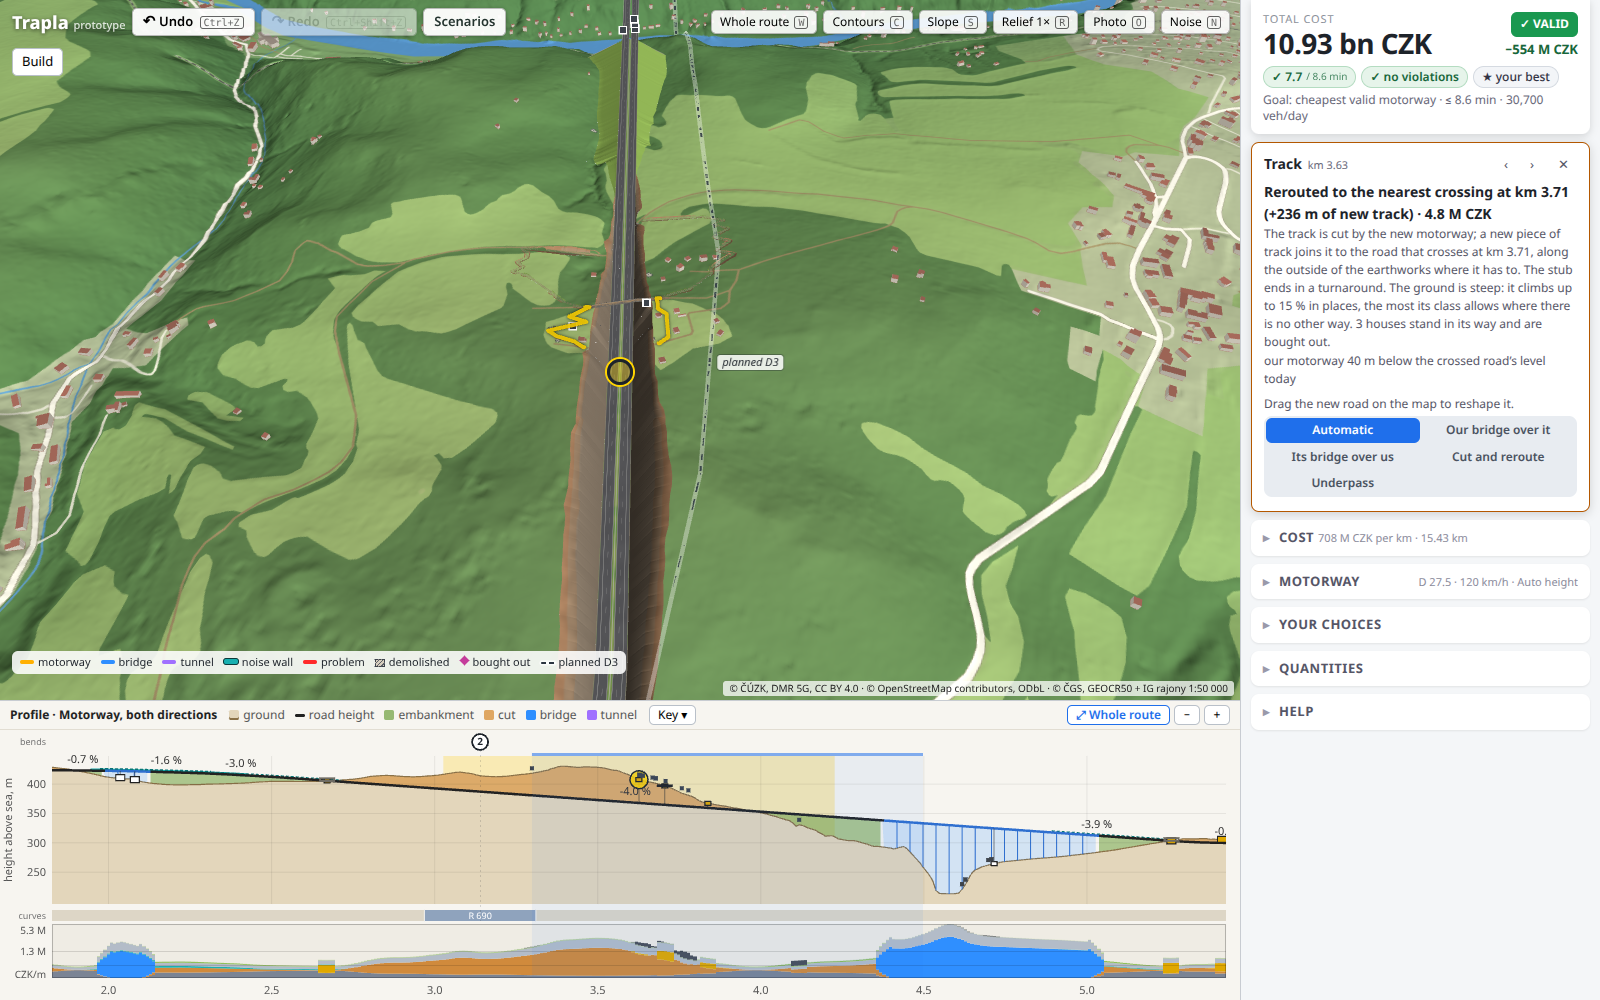 Trapla prototype
↶ Undo Ctrl+Z
↷ Redo Ctrl+Shift+Z
Scenarios
Whole route W
Contours C
Slope S
Relief 1× R
Photo O
Noise N
Build
planned D3
motorway
bridge
tunnel
noise wall
problem
demolished
bought out
planned D3
© ČÚZK, DMR 5G, CC BY 4.0 · © OpenStreetMap contributors, ODbL · © ČGS, GEOCR50 + IG rajony 1:50 000
TOTAL COST
✓ VALID
10.93 bn CZK
−554 M CZK
✓ 7.7 / 8.6 min
✓ no violations
★ your best
Goal: cheapest valid motorway · ≤ 8.6 min · 30,700
veh/day
Track km 3.63
‹ › ✕
Rerouted to the nearest crossing at km 3.71
(+236 m of new track) · 4.8 M CZK
The track is cut by the new motorway; a new piece of
track joins it to the road that crosses at km 3.71, along
the outside of the earthworks where it has to. The stub
ends in a turnaround. The ground is steep: it climbs up
to 15 % in places, the most its class allows where there
is no other way. 3 houses stand in its way and are
bought out.
our motorway 40 m below the crossed road's level
today
Drag the new road on the map to reshape it.
Automatic
Our bridge over it
Its bridge over us
Cut and reroute
Underpass
▸ COST 708 M CZK per km · 15.43 km
▸ MOTORWAY D 27.5 · 120 km/h · Auto height
▸ YOUR CHOICES
▸ QUANTITIES
▸ HELP
Profile · Motorway, both directions
ground
road height
embankment
cut
bridge
tunnel
Key ▾
⤢ Whole route
−
+
bends
2
-0.7 %
-1.6 %
-3.0 %
-4.0 %
-3.9 %
-0.
height above sea, m
400
350
300
250
curves
R 690
5.3 M
1.3 M
CZK/m
2.0
2.5
3.0
3.5
4.0
4.5
5.0